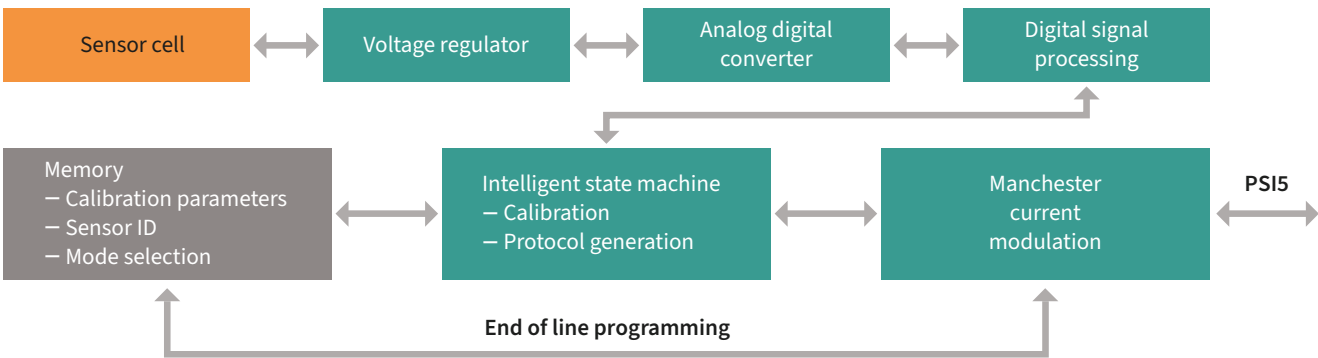 Sensor cell
Voltage regulator
Analog digital
converter
Digital signal
processing
Memory
— Calibration parameters
— Sensor ID
— Mode selection
Intelligent state machine
— Calibration
— Protocol generation
Manchester
current
modulation
PSI5
End of line programming